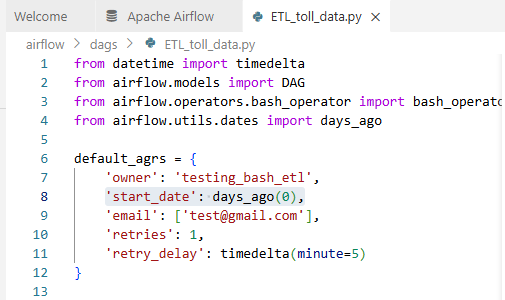 Welcome Apache Airflow ETL_toll_data.py ×
airflow > dags > ETL_toll_data.py
1 from datetime import timedelta
2 from airflow.models import DAG
3 from airflow.operators.bash_operator import bash_operato
4 from airflow.utils.dates import days_ago
5
6 default_agrs = {
7 'owner': 'testing_bash_etl',
8 'start_date': days_ago(0),
9 'email': ['test@gmail.com'],
10 'retries': 1,
11 'retry_delay': timedelta(minute=5)
12 }
13